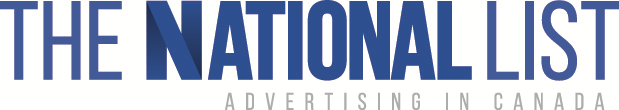 THE NATIONAL LIST
ADVERTISING IN CANADA